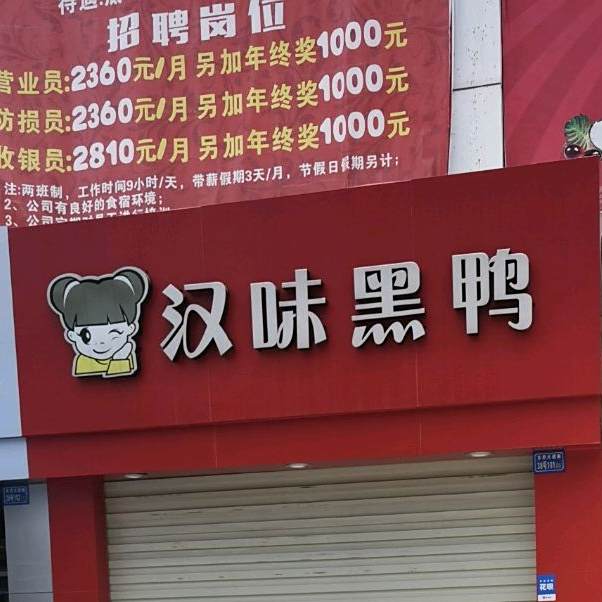 招聘岗位
营业员:2360元/月 另加年终奖1000元
防损员:2360元/月 另加年终奖1000元
收银员:2810元/月 另加年终奖1000元
注:两班制，工作时间9小时/天，带薪假期3天/月，节假日假期另计；
2、公司有良好的食宿环境；
汉味黑鸭
花呗